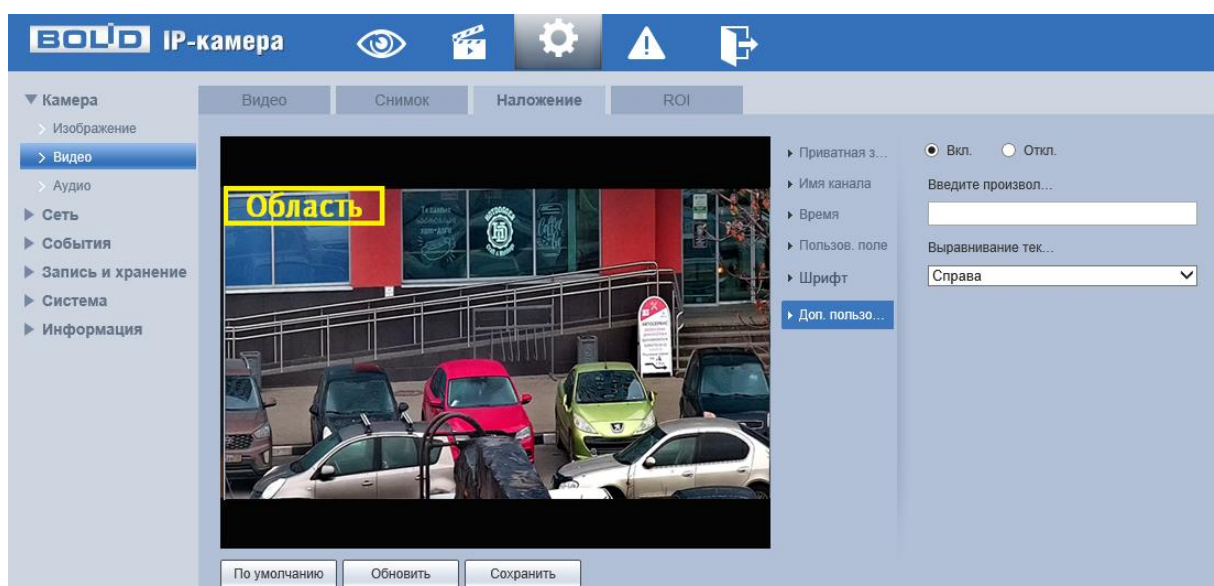 BOLID IP-камера
Камера
Изображение
Видео
Аудио
Сеть
События
Запись и хранение
Система
Информация
Видео Снимок Наложение ROI
Область
Coffee
АВТОСЕРВИС
Приватная з...
Имя канала
Время
Пользов. поле
Шрифт
Доп. пользо...
Вкл. Откл.
Введите произвол...
Выравнивание тек...
Справа
По умолчанию Обновить Сохранить